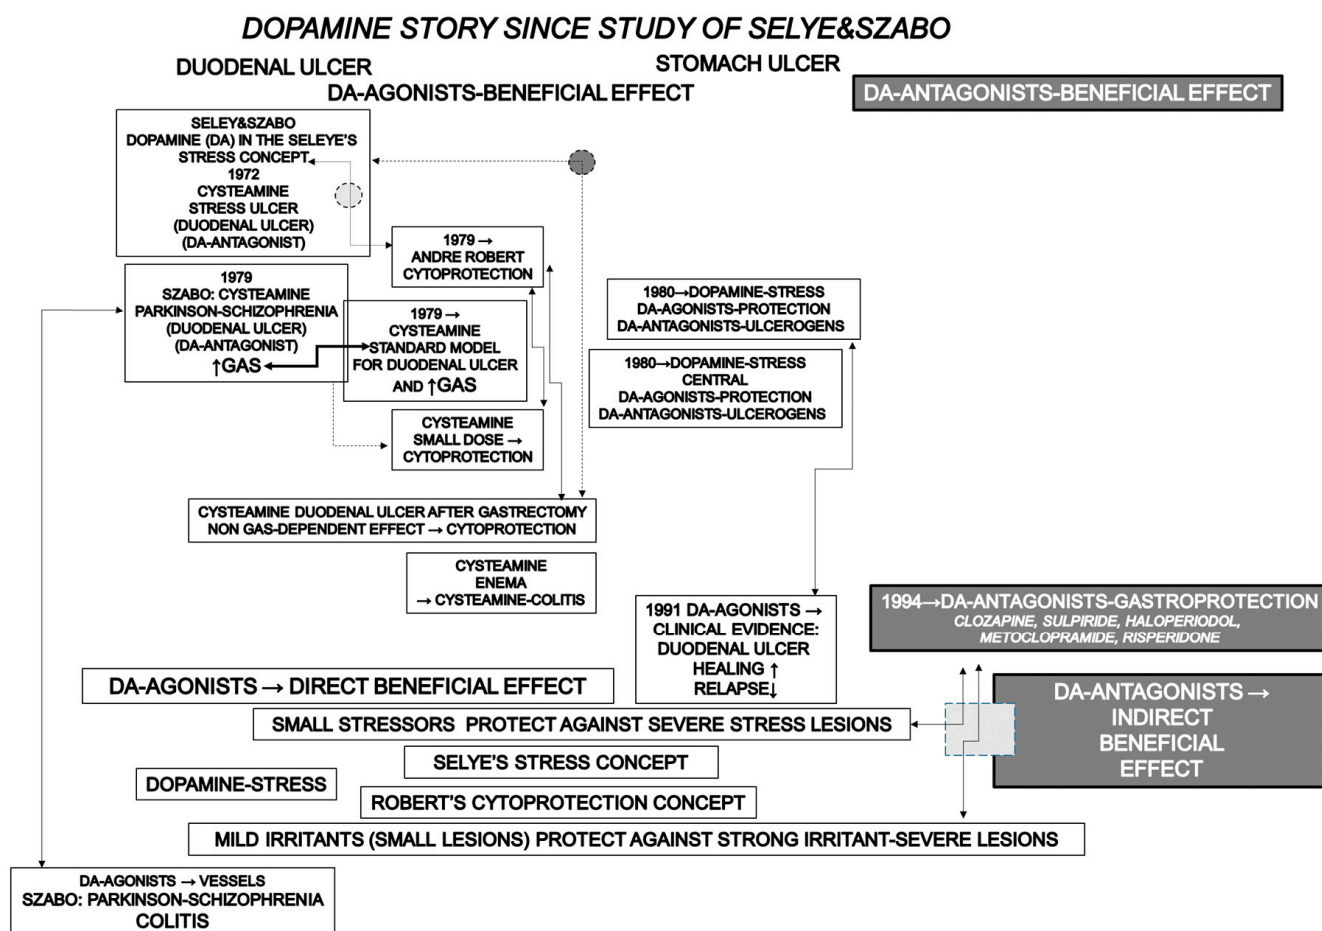 DOPAMINE STORY SINCE STUDY OF SELYE&SZABO
DUODENAL ULCER
STOMACH ULCER
DA-AGONISTS-BENEFICIAL EFFECT
DA-ANTAGONISTS-BENEFICIAL EFFECT
SELEY&SZABO
DOPAMINE (DA) IN THE SELEYE'S
STRESS CONCEPT
1972
CYSTEAMINE
STRESS ULCER
(DUODENAL ULCER)
(DA-ANTAGONIST)
1979 →
ANDRE ROBERT
CYTOPROTECTION
1979
SZABO: CYSTEAMINE
PARKINSON-SCHIZOPHRENIA
(DUODENAL ULCER)
(DA-ANTAGONIST)
↑GAS
1979 →
CYSTEAMINE
STANDARD MODEL
FOR DUODENAL ULCER
AND ↑GAS
CYSTEAMINE
SMALL DOSE →
CYTOPROTECTION
1980→DOPAMINE-STRESS
DA-AGONISTS-PROTECTION
DA-ANTAGONISTS-ULCEROGENS
1980→DOPAMINE-STRESS
CENTRAL
DA-AGONISTS-PROTECTION
DA-ANTAGONISTS-ULCEROGENS
CYSTEAMINE DUODENAL ULCER AFTER GASTRECTOMY
NON GAS-DEPENDENT EFFECT → CYTOPROTECTION
CYSTEAMINE
ENEMA
→ CYSTEAMINE-COLITIS
1991 DA-AGONISTS →
CLINICAL EVIDENCE:
DUODENAL ULCER
HEALING ↑
RELAPSE↓
1994→DA-ANTAGONISTS-GASTROPROTECTION
CLOZAPINE, SULPIRIDE, HALOPERIODOL,
METOCLOPRAMIDE, RISPERIDONE
DA-AGONISTS → DIRECT BENEFICIAL EFFECT
DA-ANTAGONISTS →
INDIRECT
BENEFICIAL
EFFECT
SMALL STRESSORS PROTECT AGAINST SEVERE STRESS LESIONS
SELYE'S STRESS CONCEPT
DOPAMINE-STRESS
ROBERT'S CYTOPROTECTION CONCEPT
MILD IRRITANTS (SMALL LESIONS) PROTECT AGAINST STRONG IRRITANT-SEVERE LESIONS
DA-AGONISTS → VESSELS
SZABO: PARKINSON-SCHIZOPHRENIA
COLITIS